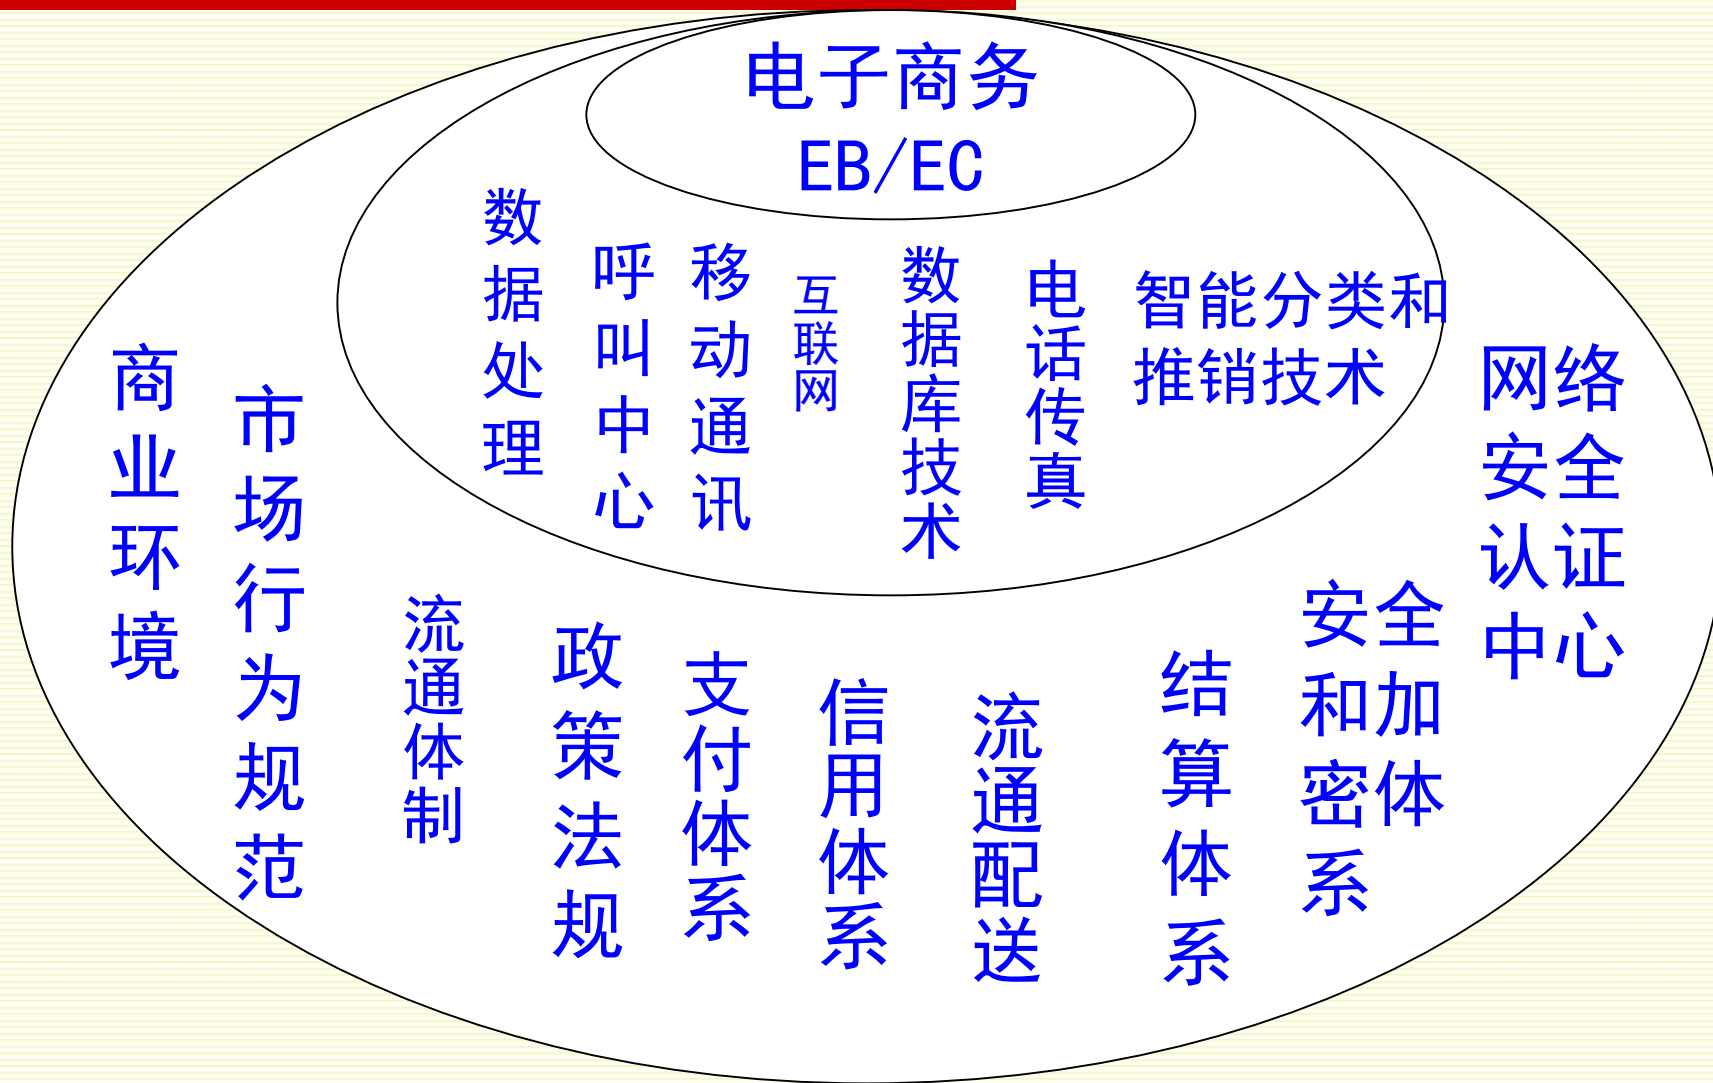 电子商务
EB/EC
数据处理
呼叫中心
移动通讯
互联网
数据库技术
电话传真
智能分类和
推销技术
商业环境
市场行为规范
流通体制
政策法规
支付体系
信用体系
流通配送
结算体系
安全
和加
密体
系
网络
安全
认证
中心